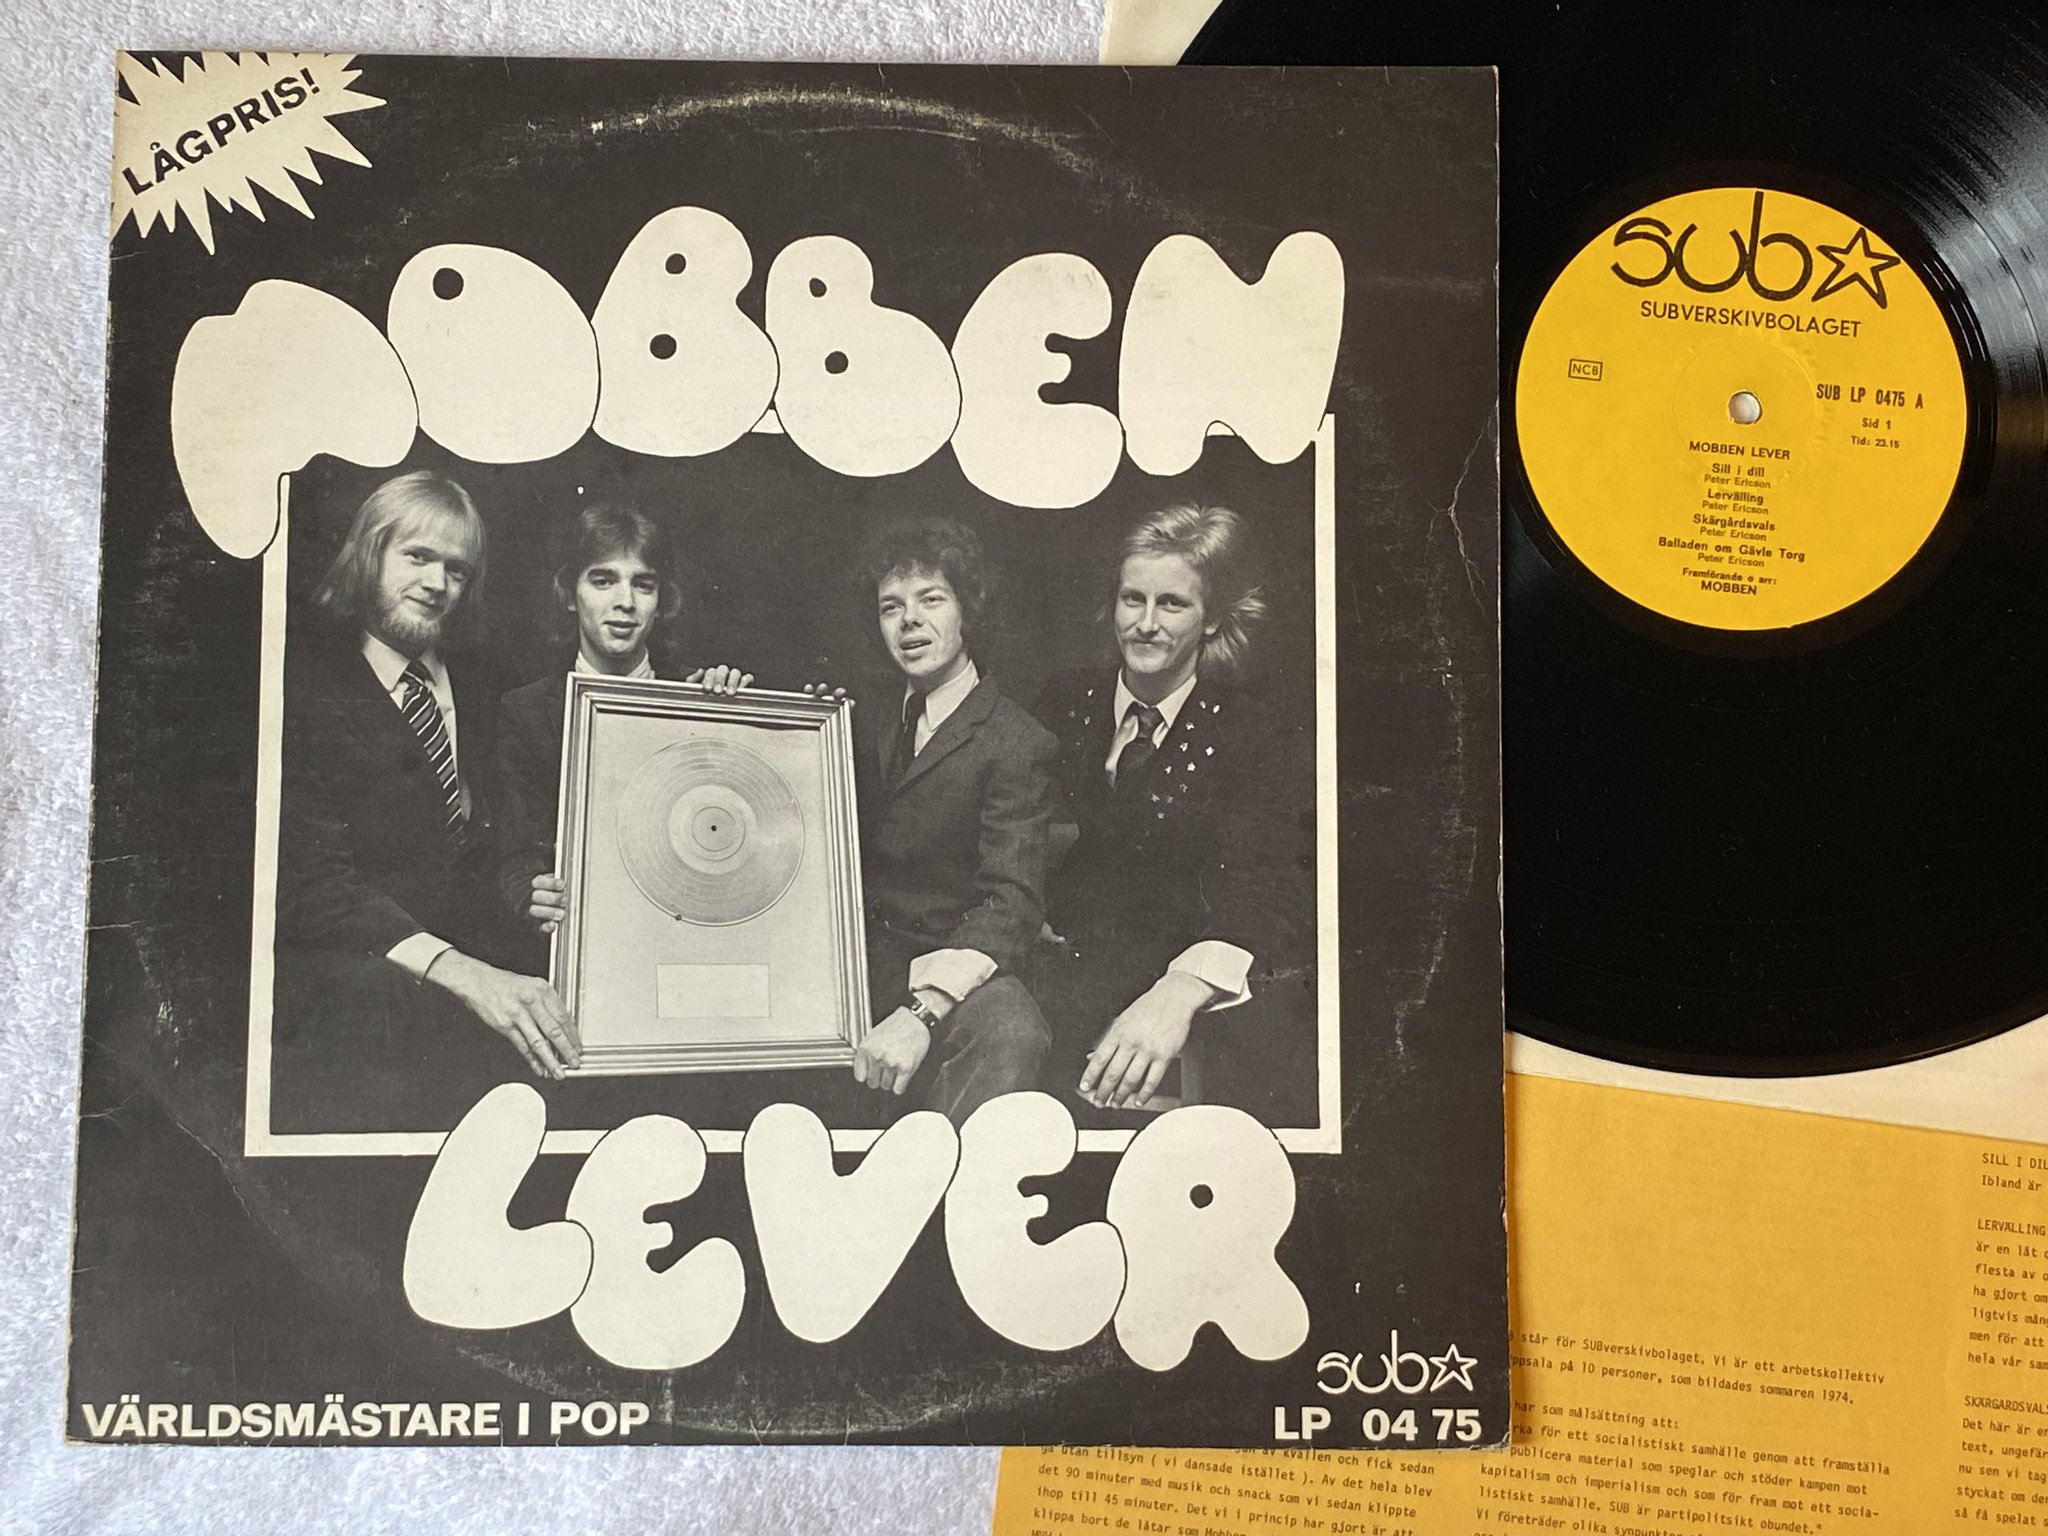 LÅGPRIS!
MOBBEN
LEVER
VÄRLDSMÄSTARE I POP
sub
LP 04 75
sub
SUBVERSKIVBOLAGET
NCB
SUB LP 0475 A
Sid 1
Tid: 23.15
MOBBEN LEVER
Sill i dill
Peter Ericson
Lervälling
Peter Ericson
Skärgårdsvals
Peter Ericson
Balladen om Gävle Torg
Peter Ericson
Framförande o arr:
MOBBEN
av kvällen och fick sedan
ga utan tillsyn ( vi dansade istället ). Av det hela blev
det 90 minuter med musik och snack som vi sedan klippte
ihop till 45 minuter. Det vi i princip har gjort är att
klippa bort de låtar som Mobben
står för SUBverskivbolaget. Vi är ett arbetskollektiv
ppsala på 10 personer, som bildades sommaren 1974.
har som målsättning att:
rka för ett socialistiskt samhälle genom att framställa
publicera material som speglar och stöder kampen mot
kapitalism och imperialism och som för fram mot ett socia-
listiskt samhälle. SUB är partipolitsikt obundet."
Vi företräder olika synpunkter
SILL I DIL
Ibland är
LERVÄLLING
är en låt
flesta av
ha gjort om
ligtvis mång
men för att
hela vår sam
SKÄRGÅRDSVALS
Det här är en
text, ungefär
nu sen vi tag
styckat om de
så få spelat s